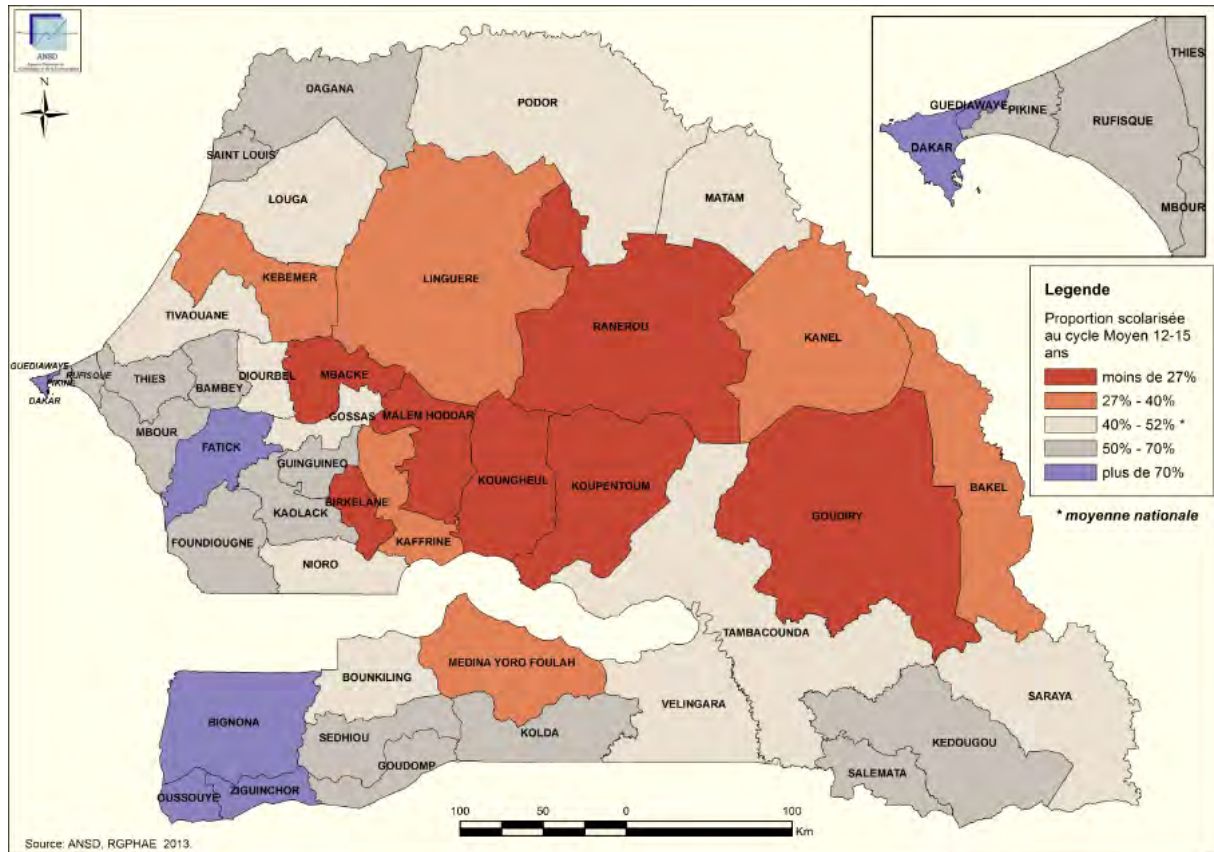 ANSD
N
DAGANA
PODOR
SAINT LOUIS
LOUGA
MATAM
KEBEMER
LINGUERE
TIVAOUANE
RANEROU
KANEL
GUEDIAWAYE
PIKINE
RUFISQUE
DAKAR
THIES
BAMBEY
DIOURBEL
MBACKE
GOSSAS
MALEM HODDAR
MBOUR
FATICK
GUINGUINEO
KOUNGHEUL
KOUPENTOUM
BAKEL
BIRKELANE
KAOLACK
GOUDIRY
FOUNDIOUGNE
KAFFRINE
NIORO
TAMBACOUNDA
MEDINA YORO FOULAH
BOUNKILING
VELINGARA
SARAYA
BIGNONA
SEDHIOU
KOLDA
KEDOUGOU
GOUDOMP
SALEMATA
OUSSOUYE
ZIGUINCHOR
THIES
GUEDIAWAYE
PIKINE
RUFISQUE
DAKAR
MBOUR
Legende
Proportion scolarisée
au cycle Moyen 12-15
ans
moins de 27%
27% - 40%
40% - 52% *
50% - 70%
plus de 70%
* moyenne nationale
100 50 25 0 100
Km
Source: ANSD, RGPHAE 2013.